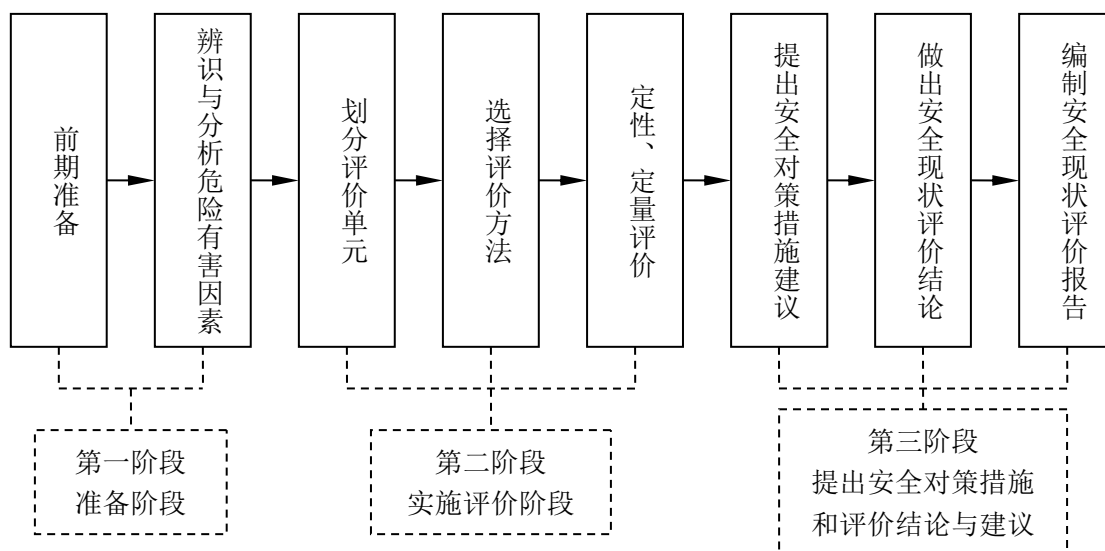 前期准备
辨识与分析危险有害因素
划分评价单元
选择评价方法
定性、定量评价
提出安全对策措施建议
做出安全现状评价结论
编制安全现状评价报告
第一阶段
准备阶段
第二阶段
实施评价阶段
第三阶段
提出安全对策措施
和评价结论与建议